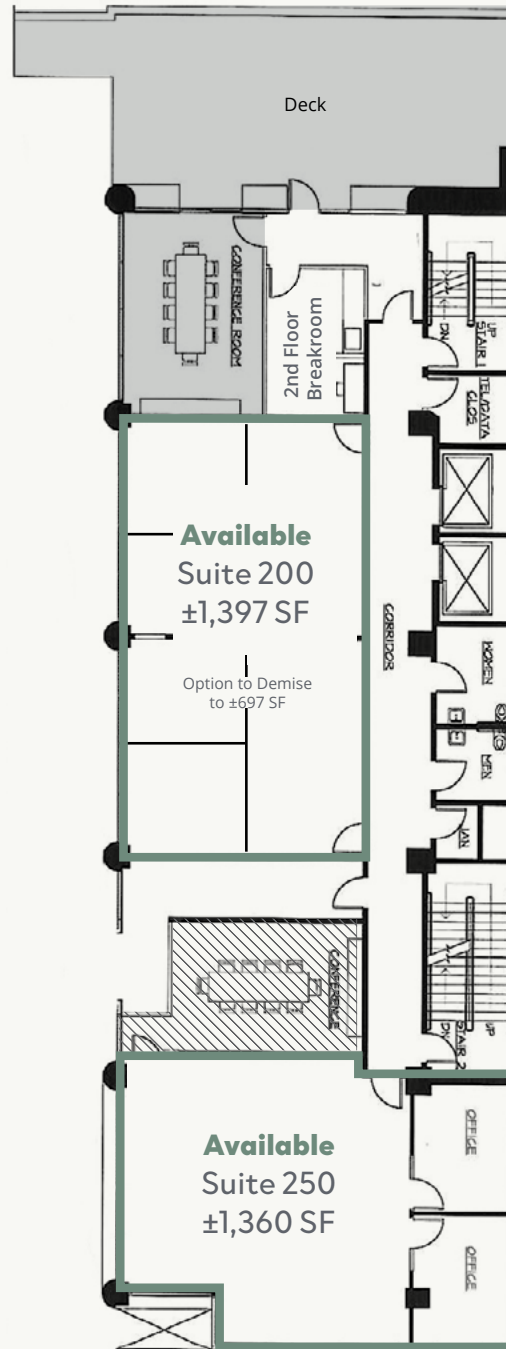 Deck
CONFERENCE ROOM
2nd Floor
Breakroom
UP
DN
STAIR 1
TEL/DATA
CLOS
Available
Suite 200
±1,397 SF
Option to Demise
to ±697 SF
CORRIDOR
WOMEN
MEN
JAN
CONFERENCE
UP
DN
STAIR 2
Available
Suite 250
±1,360 SF
OFFICE
OFFICE